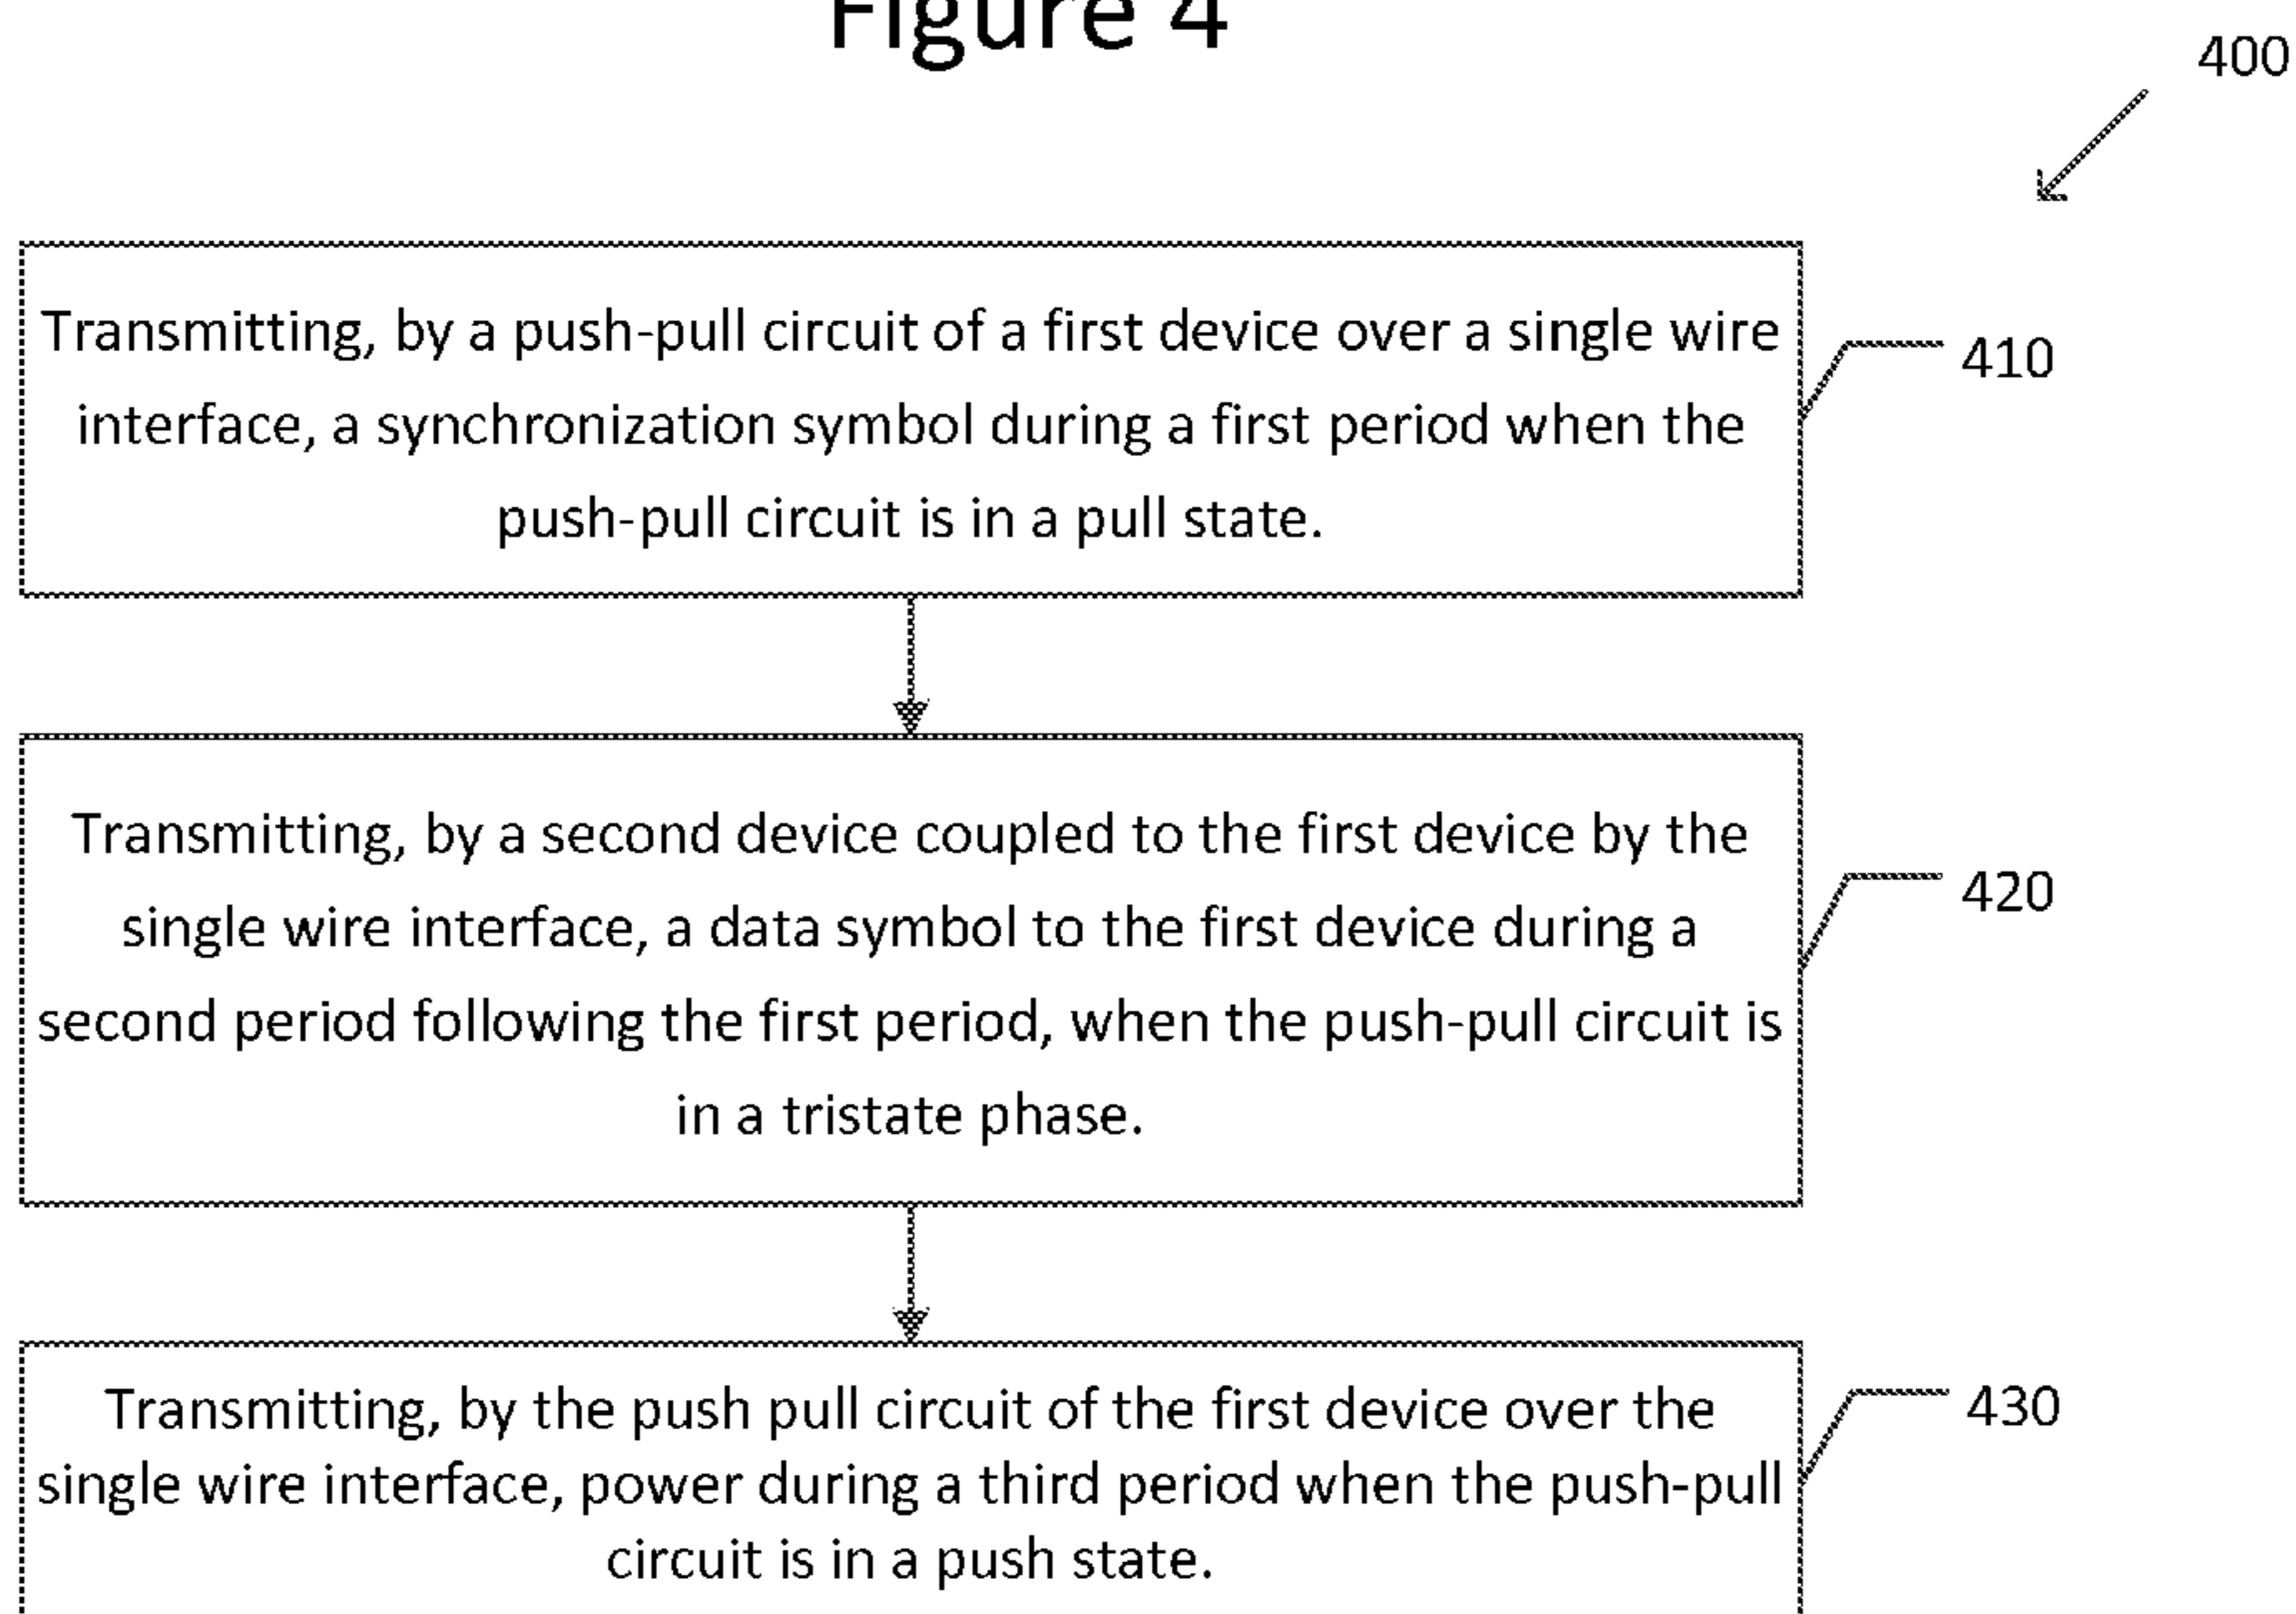 Figure 4
400
Transmitting, by a push-pull circuit of a first device over a single wire
interface, a synchronization symbol during a first period when the
push-pull circuit is in a pull state.
410
Transmitting, by a second device coupled to the first device by the
single wire interface, a data symbol to the first device during a
second period following the first period, when the push-pull circuit is
in a tristate phase.
420
Transmitting, by the push pull circuit of the first device over the
single wire interface, power during a third period when the push-pull
circuit is in a push state.
430